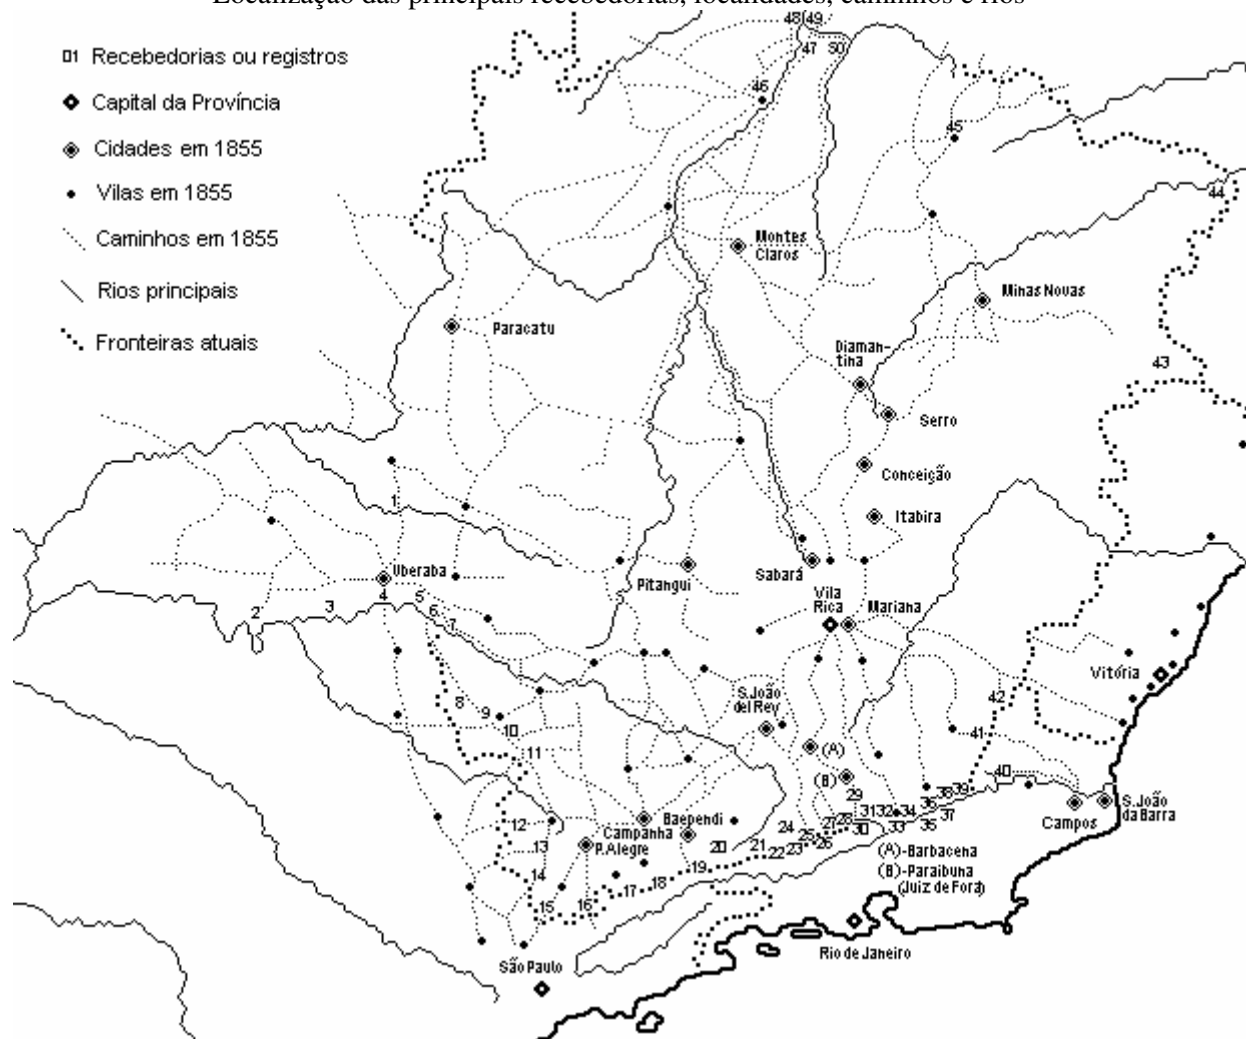 Localização das principais recebedorias, localidades, caminhos e rios
01 Recebedorias ou registros
Capital da Província
Cidades em 1855
Vilas em 1855
Caminhos em 1855
Rios principais
Fronteiras atuais
48 49
47 50
46
45
44
Montes
Claros
Minas Novas
Paracatu
Diaman-
tina
43
Serro
Conceição
1
Itabira
Uberaba
Pitangui
Sabará
Vila
Rica
Mariana
2 3 4 5
6
7
Vitória
S. João
del Rey
8 9
10
11
42
41
(A)
(B)
40
29
38 39
36
31 32 34 37
35
33
30
28
27
26
25
24
23
22
21
20
19
18
17
16
15
14
13
12
S. João
da Barra
Campos
Baependi
Campanha
P. Alegre
(A)-Barbacena
(B)-Paraibuna
(Juiz de Fora)
Rio de Janeiro
São Paulo